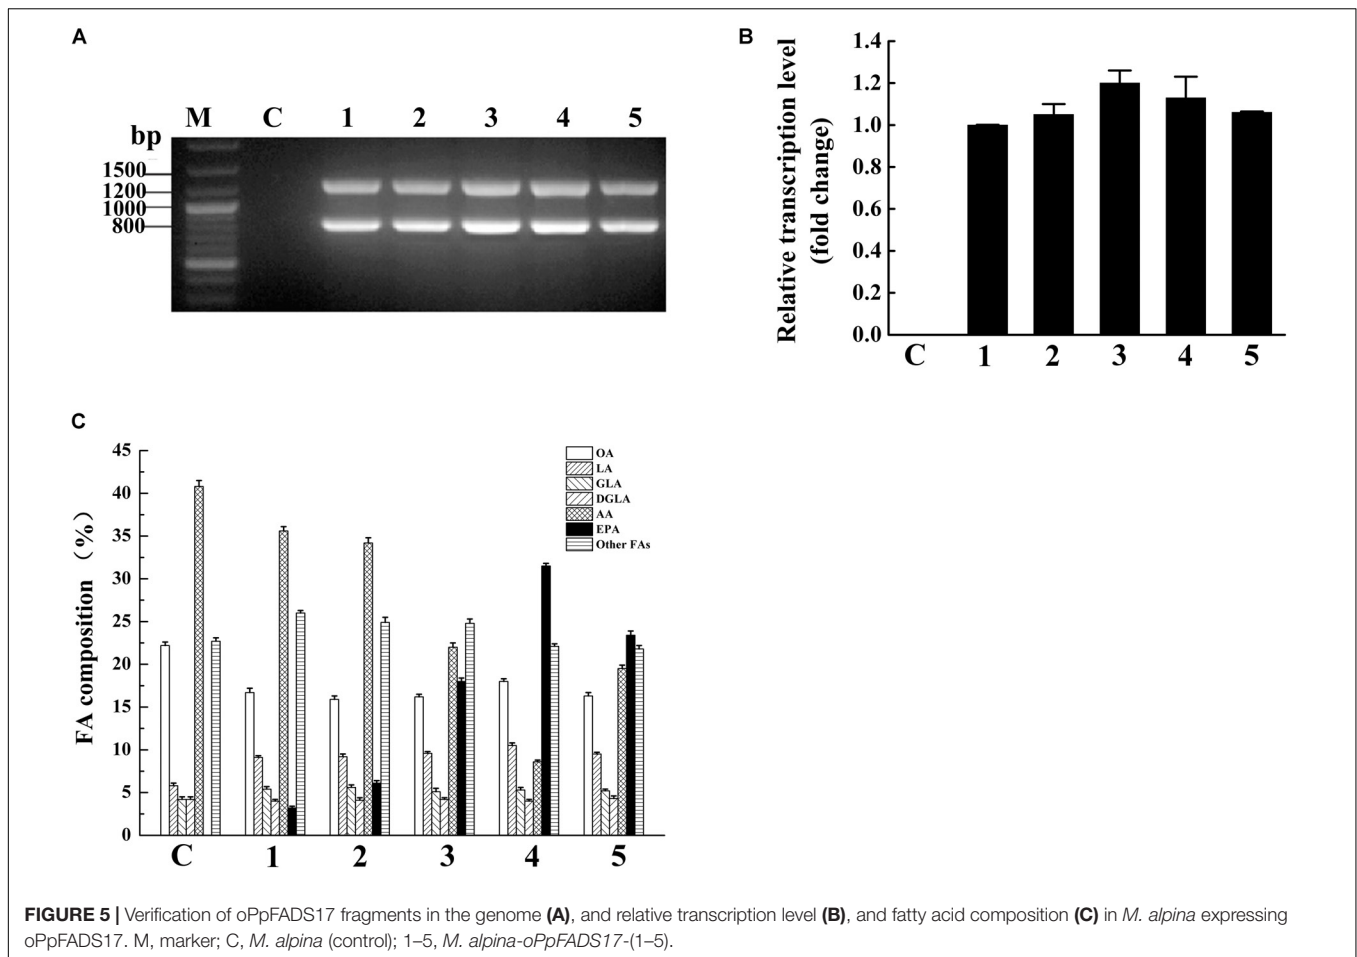 A
M C 1 2 3 4 5
bp
1500
1200
1000
800
B
Relative transcription level
(fold change)
1.4
1.2
1.0
0.8
0.6
0.4
0.2
0.0
C 1 2 3 4 5
C
FA composition (%)
45
40
35
30
25
20
15
10
5
0
C 1 2 3 4 5
OA
LA
GLA
DGLA
AA
EPA
Other FAs
FIGURE 5 | Verification of oPpFADS17 fragments in the genome (A), and relative transcription level (B), and fatty acid composition (C) in M. alpina expressing
oPpFADS17. M, marker; C, M. alpina (control); 1–5, M. alpina-oPpFADS17-(1–5).